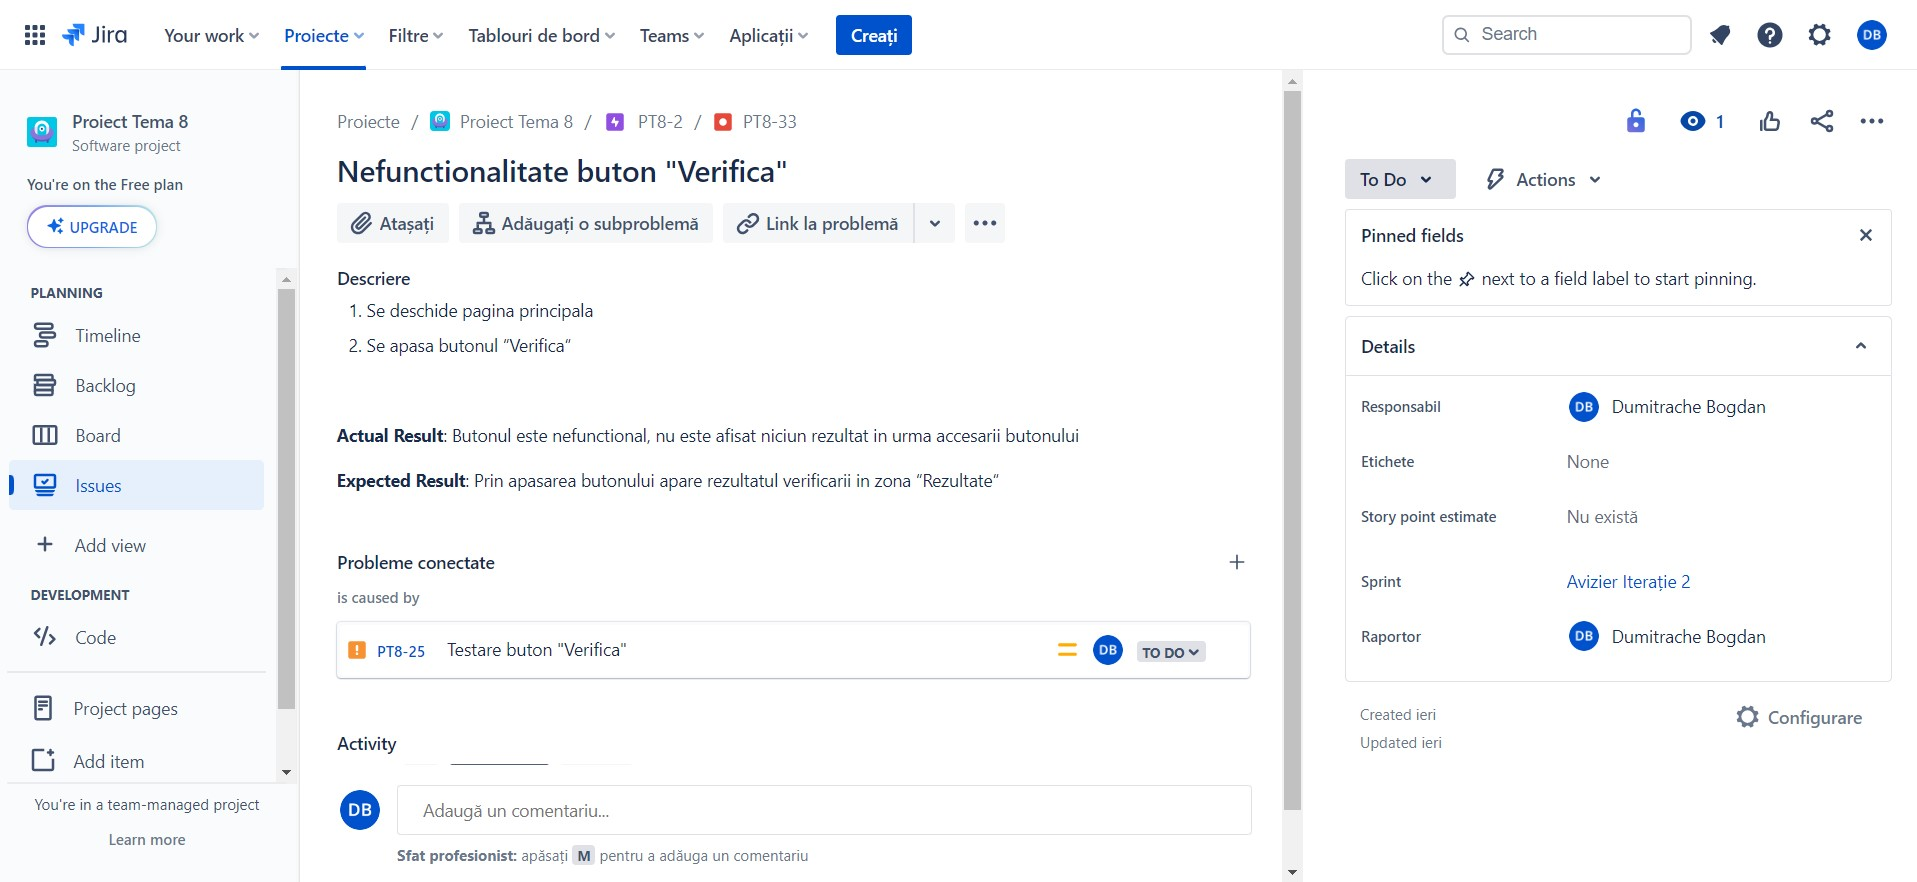 Jira
Your work
Proiecte
Filtre
Tablouri de bord
Teams
Aplicații
Creați
Search
DB
Proiect Tema 8
Software project
You're on the Free plan
UPGRADE
PLANNING
Timeline
Backlog
Board
Issues
Add view
DEVELOPMENT
Code
Project pages
Add item
You're in a team-managed project
Learn more
Proiecte / Proiect Tema 8 / PT8-2 / PT8-33
Nefunctionalitate buton "Verifica"
Atașați
Adăugați o subproblemă
Link la problemă
Descriere
1. Se deschide pagina principala
2. Se apasa butonul “Verifica“
Actual Result: Butonul este nefunctional, nu este afisat niciun rezultat in urma accesarii butonului
Expected Result: Prin apasarea butonului apare rezultatul verificarii in zona “Rezultate“
Probleme conectate
is caused by
PT8-25 Testare buton "Verifica" DB TO DO
Activity
DB
Adaugă un comentariu...
Sfat profesionist: apăsați M pentru a adăuga un comentariu
1
To Do
Actions
Pinned fields
Click on the next to a field label to start pinning.
Details
Responsabil DB Dumitrache Bogdan
Etichete None
Story point estimate Nu există
Sprint Avizier Iterație 2
Raportor DB Dumitrache Bogdan
Created ieri
Updated ieri
Configurare